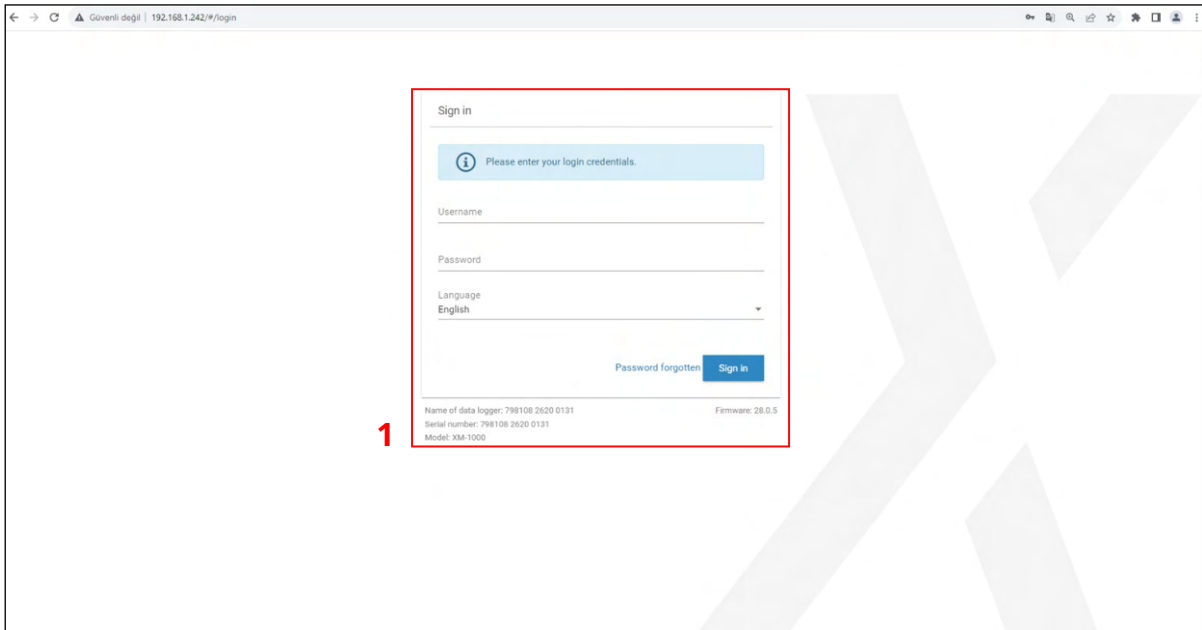 Güvenli değil | 192.168.1.242/#/login
Sign in
Please enter your login credentials.
Username
Password
Language
English
Password forgotten Sign in
Name of data logger: 798108 2620 0131 Firmware: 28.0.5
Serial number: 798108 2620 0131
1
Model: XM-1000